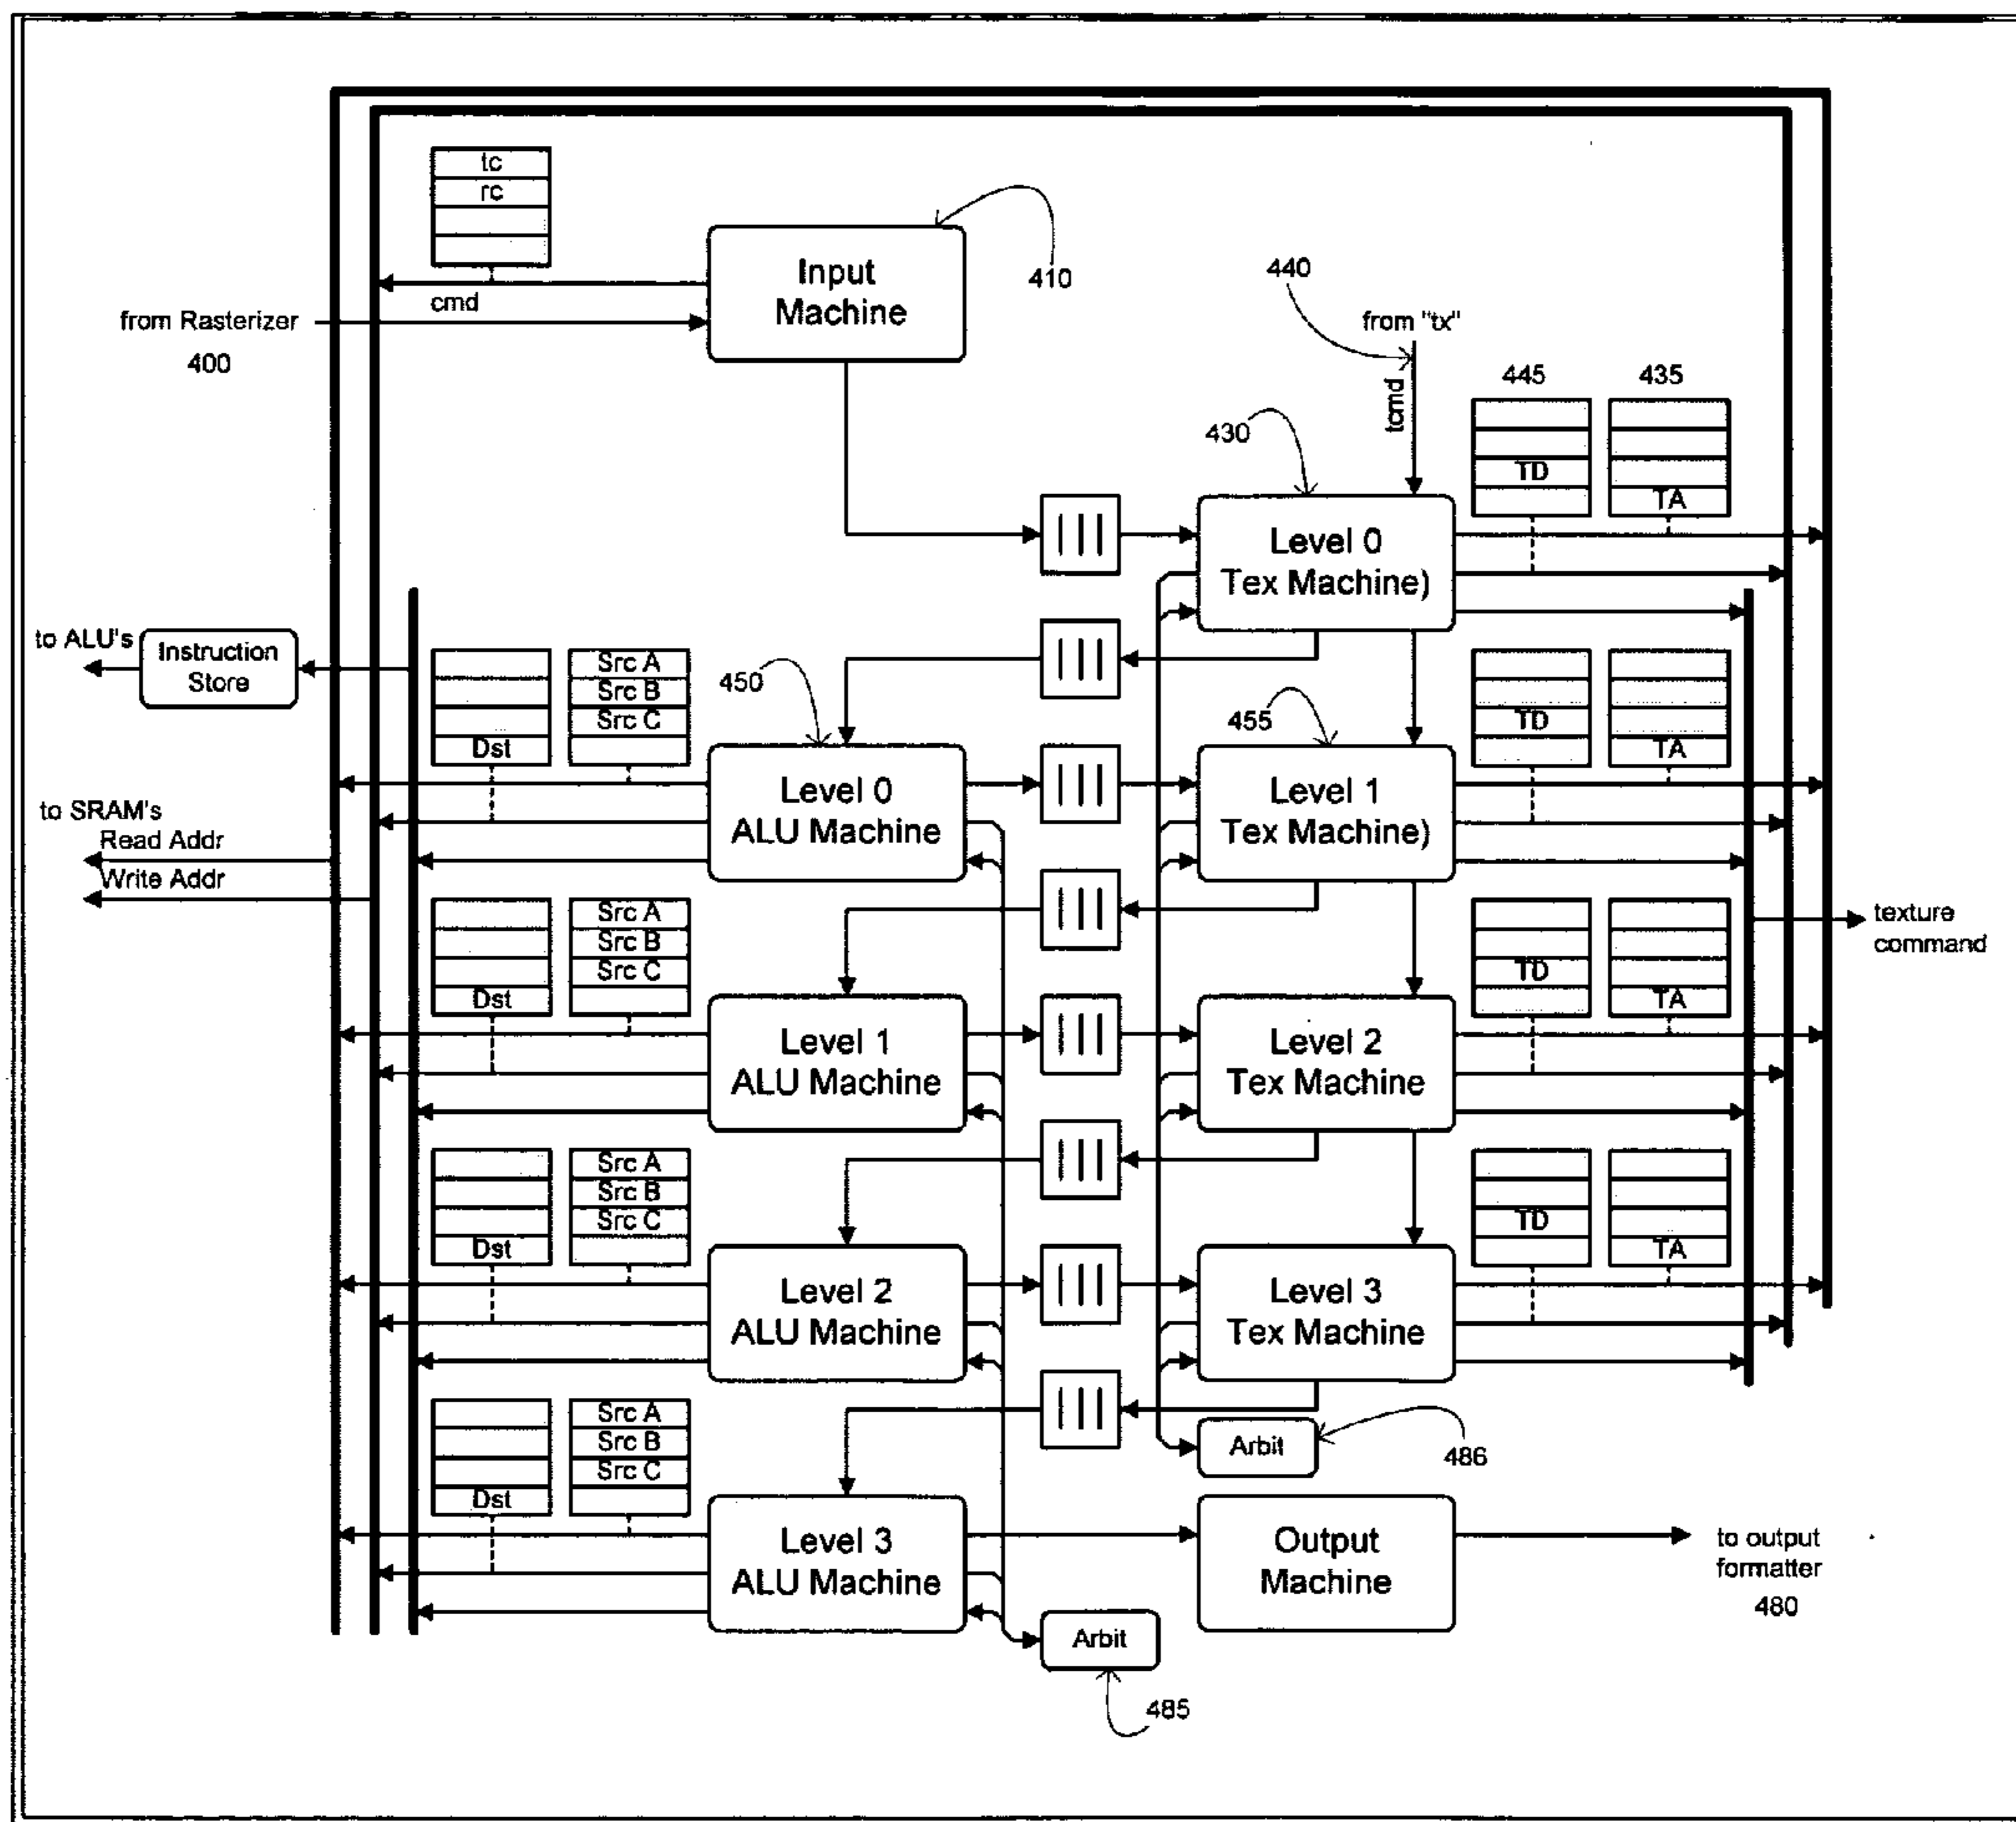 tc
rc
Input
Machine
410
cmd
from Rasterizer
400
440
from "tx"
tcmd
445
435
430
TD
TA
Level 0
Tex Machine)
to ALU's
Instruction
Store
Src A
Src B
Src C
Dst
450
455
TD
TA
Level 0
ALU Machine
Level 1
Tex Machine)
to SRAM's
Read Addr
Write Addr
Src A
Src B
Src C
Dst
TD
TA
texture
command
Level 1
ALU Machine
Level 2
Tex Machine
Src A
Src B
Src C
Dst
TD
TA
Level 2
ALU Machine
Level 3
Tex Machine
Src A
Src B
Src C
Dst
Arbit
486
Level 3
ALU Machine
Output
Machine
to output
formatter
480
Arbit
485